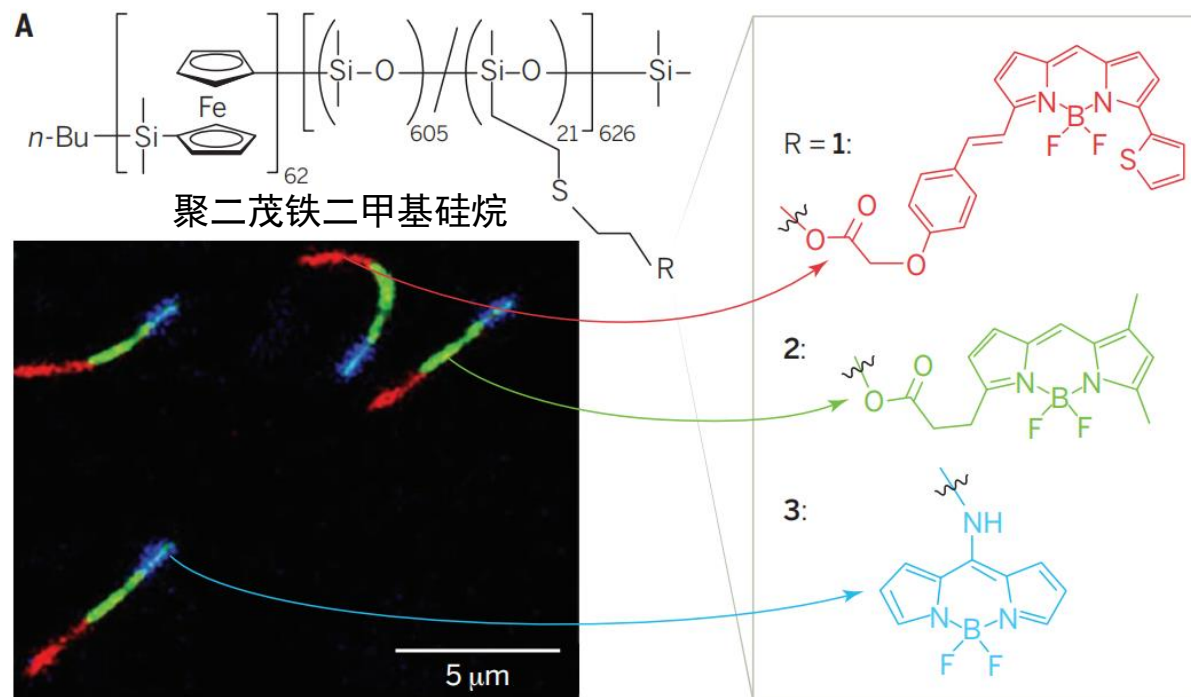 A
n-Bu
Si
Fe
62
Si
O
605
Si
O
21
626
Si
S
R
聚二茂铁二甲基硅烷
5 μm
R = 1:
N
N
B
F
F
S
O
O
O
2:
O
O
N
N
B
F
F
3:
NH
N
N
B
F
F